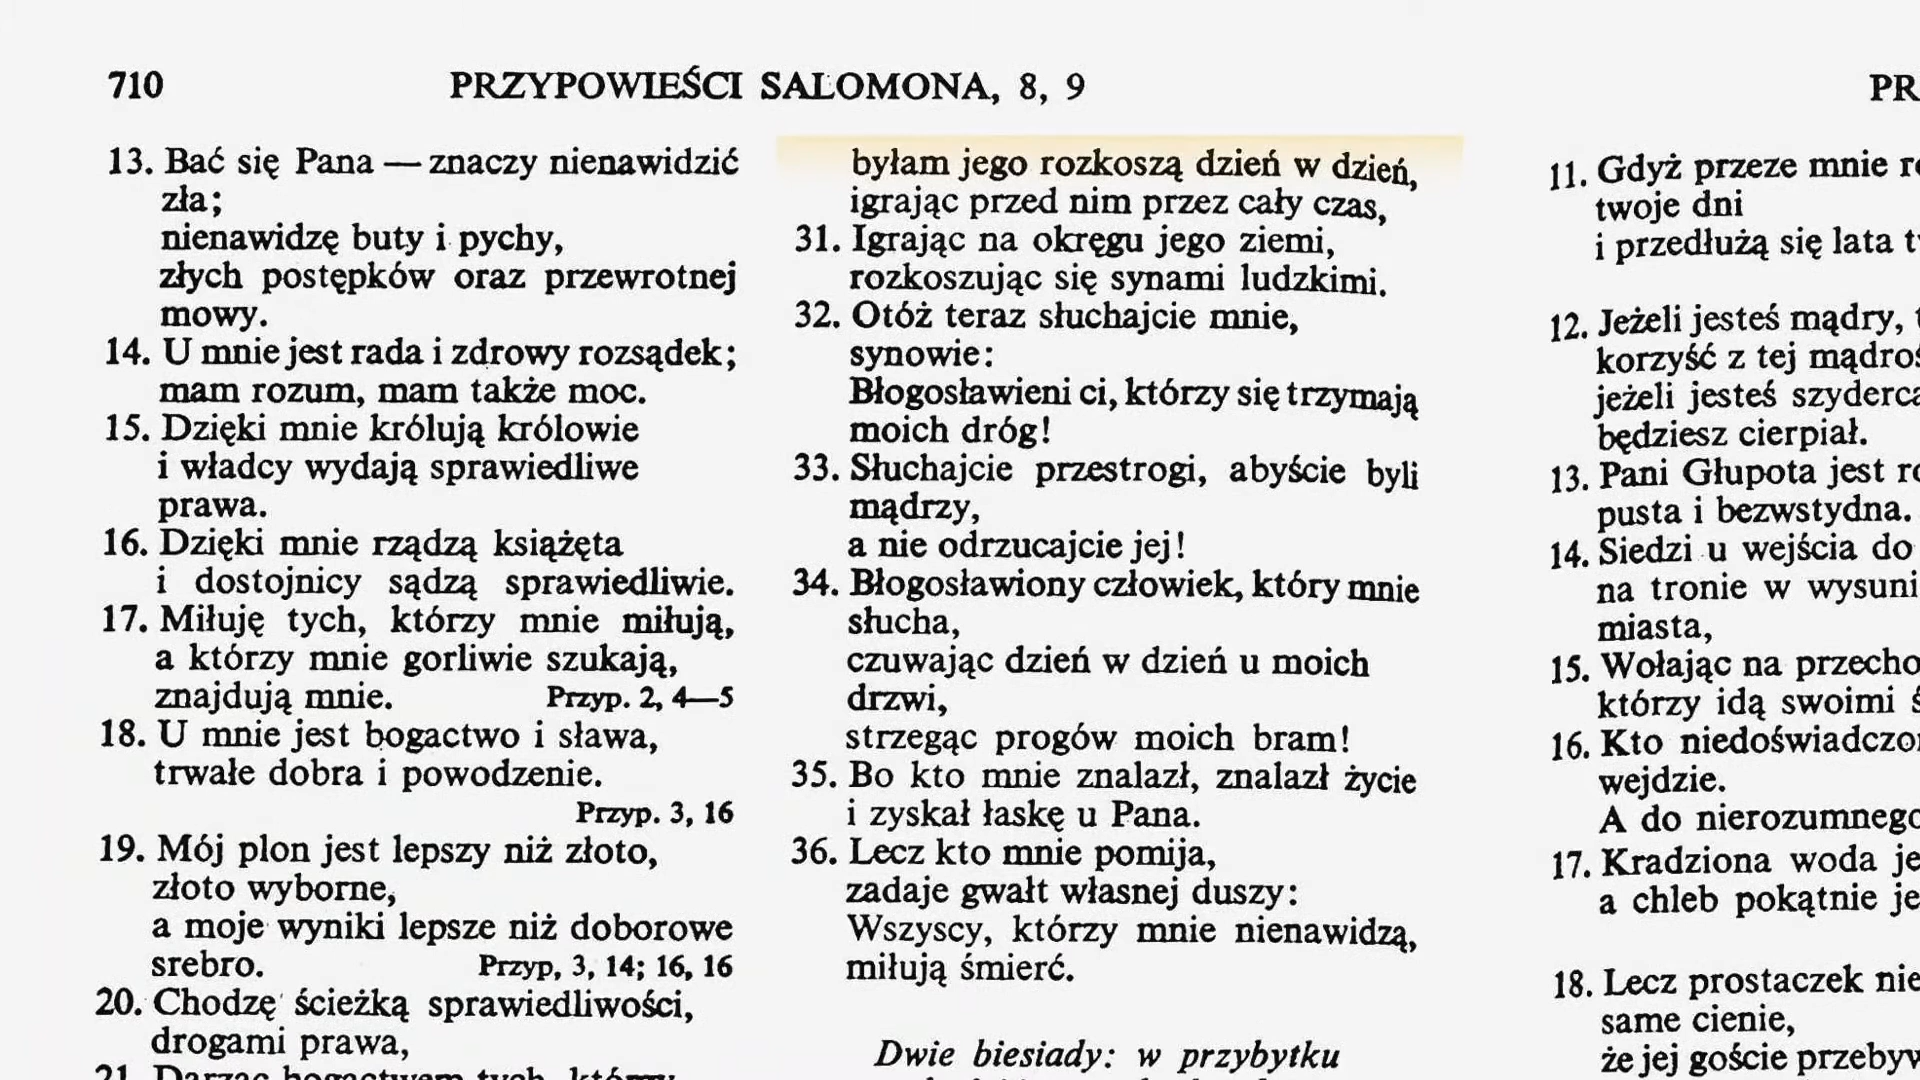 710 PRZYPOWIEŚCI SALOMONA, 8, 9
13. Bać się Pana — znaczy nienawidzić
zła;
nienawidzę buty i pychy,
złych postępków oraz przewrotnej
mowy.
14. U mnie jest rada i zdrowy rozsądek;
mam rozum, mam także moc.
15. Dzięki mnie królują królowie
i władcy wydają sprawiedliwe
prawa.
16. Dzięki mnie rządzą książęta
i dostojnicy sądzą sprawiedliwie.
17. Miłuję tych, którzy mnie miłują,
a którzy mnie gorliwie szukają,
znajdują mnie. Przyp. 2, 4—5
18. U mnie jest bogactwo i sława,
trwałe dobra i powodzenie.
Przyp. 3, 16
19. Mój plon jest lepszy niż złoto,
złoto wyborne,
a moje wyniki lepsze niż doborowe
srebro. Przyp, 3, 14; 16, 16
20. Chodzę ścieżką sprawiedliwości,
drogami prawa,
21. Darząc bogactwem tych, którzy
byłam jego rozkoszą dzień w dzień,
igrając przed nim przez cały czas,
31. Igrając na okręgu jego ziemi,
rozkoszując się synami ludzkimi.
32. Otóż teraz słuchajcie mnie,
synowie:
Błogosławieni ci, którzy się trzymają
moich dróg!
33. Słuchajcie przestrogi, abyście byli
mądrzy,
a nie odrzucajcie jej!
34. Błogosławiony człowiek, który mnie
słucha,
czuwając dzień w dzień u moich
drzwi,
strzegąc progów moich bram!
35. Bo kto mnie znalazł, znalazł życie
i zyskał łaskę u Pana.
36. Lecz kto mnie pomija,
zadaje gwałt własnej duszy:
Wszyscy, którzy mnie nienawidzą,
miłują śmierć.
Dwie biesiady: w przybytku
PR
11. Gdyż przeze mnie
twoje dni
i przedłużą się lata
12. Jeżeli jesteś mądry,
korzyść z tej
jeżeli jesteś
będziesz cierpiał.
13. Pani Głupota jest
pusta i bezwstydna.
14. Siedzi u wejścia do
na tronie w
miasta,
15. Wołając na
którzy idą swoimi
16. Kto
wejdzie.
A do
17. Kradziona woda
a chleb pokątnie
18. Lecz prostaczek
same cienie,
że jej goście